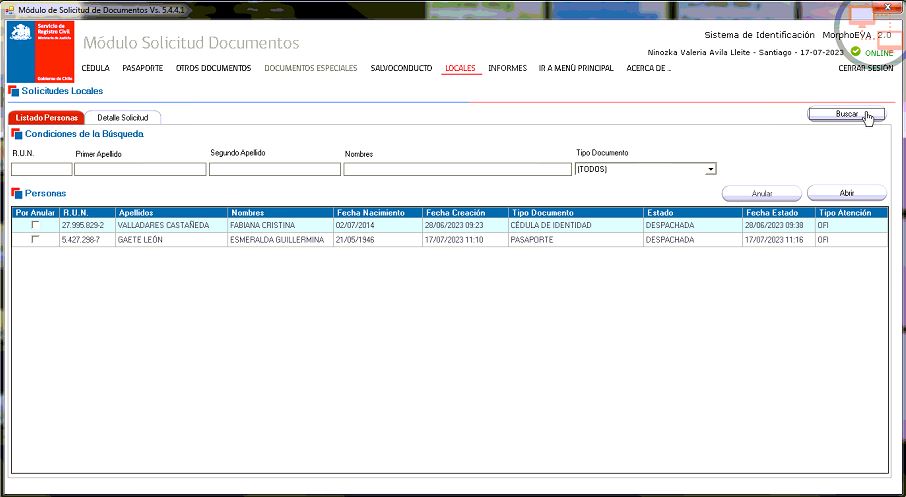 Módulo de Solicitud de Documentos Vs. 5.4.4.1
Servicio de
Registro Civil
Ministerio de Justicia
Gobierno de Chile
Módulo Solicitud Documentos
Sistema de Identificación MorphoEVA 2.0
Ninozka Valeria Avila Lleite - Santiago - 17-07-2023 ONLINE
CÉDULA PASAPORTE OTROS DOCUMENTOS DOCUMENTOS ESPECIALES SALVOCONDUCTO LOCALES INFORMES IR A MENÚ PRINCIPAL ACERCA DE .. CERRAR SESIÓN
Solicitudes Locales
Listado Personas Detalle Solicitud Buscar
Condiciones de la Búsqueda
R.U.N. Primer Apellido Segundo Apellido Nombres Tipo Documento
(TODOS)
Personas Anular Abrir
Por Anular R.U.N. Apellidos Nombres Fecha Nacimiento Fecha Creación Tipo Documento Estado Fecha Estado Tipo Atención
27.995.829-2 VALLADARES CASTAÑEDA FABIANA CRISTINA 02/07/2014 28/06/2023 09:23 CÉDULA DE IDENTIDAD DESPACHADA 28/06/2023 09:38 OFI
5.427.298-7 GAETE LEÓN ESMERALDA GUILLERMINA 21/05/1946 17/07/2023 11:10 PASAPORTE DESPACHADA 17/07/2023 11:16 OFI